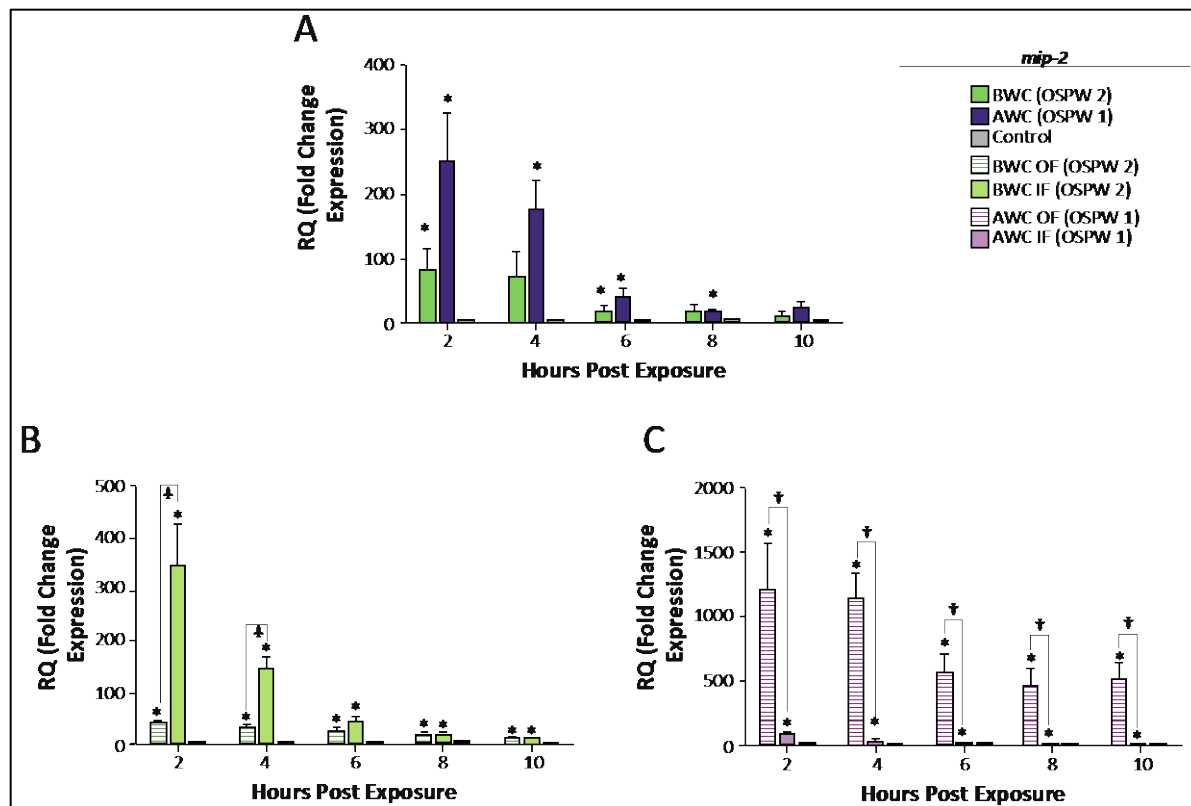 A
mip-2
400
300
200
100
0
RQ (Fold Change
Expression)
* * * * * *
2 4 6 8 10
Hours Post Exposure
BWC (OSPW 2)
AWC (OSPW 1)
Control
BWC OF (OSPW 2)
BWC IF (OSPW 2)
AWC OF (OSPW 1)
AWC IF (OSPW 1)
B
500
400
300
200
100
0
RQ (Fold Change
Expression)
* * * * * * * * * *
2 4 6 8 10
Hours Post Exposure
C
2000
1500
1000
500
0
RQ (Fold Change
Expression)
† † † † †
* * * * * * * * * *
2 4 6 8 10
Hours Post Exposure